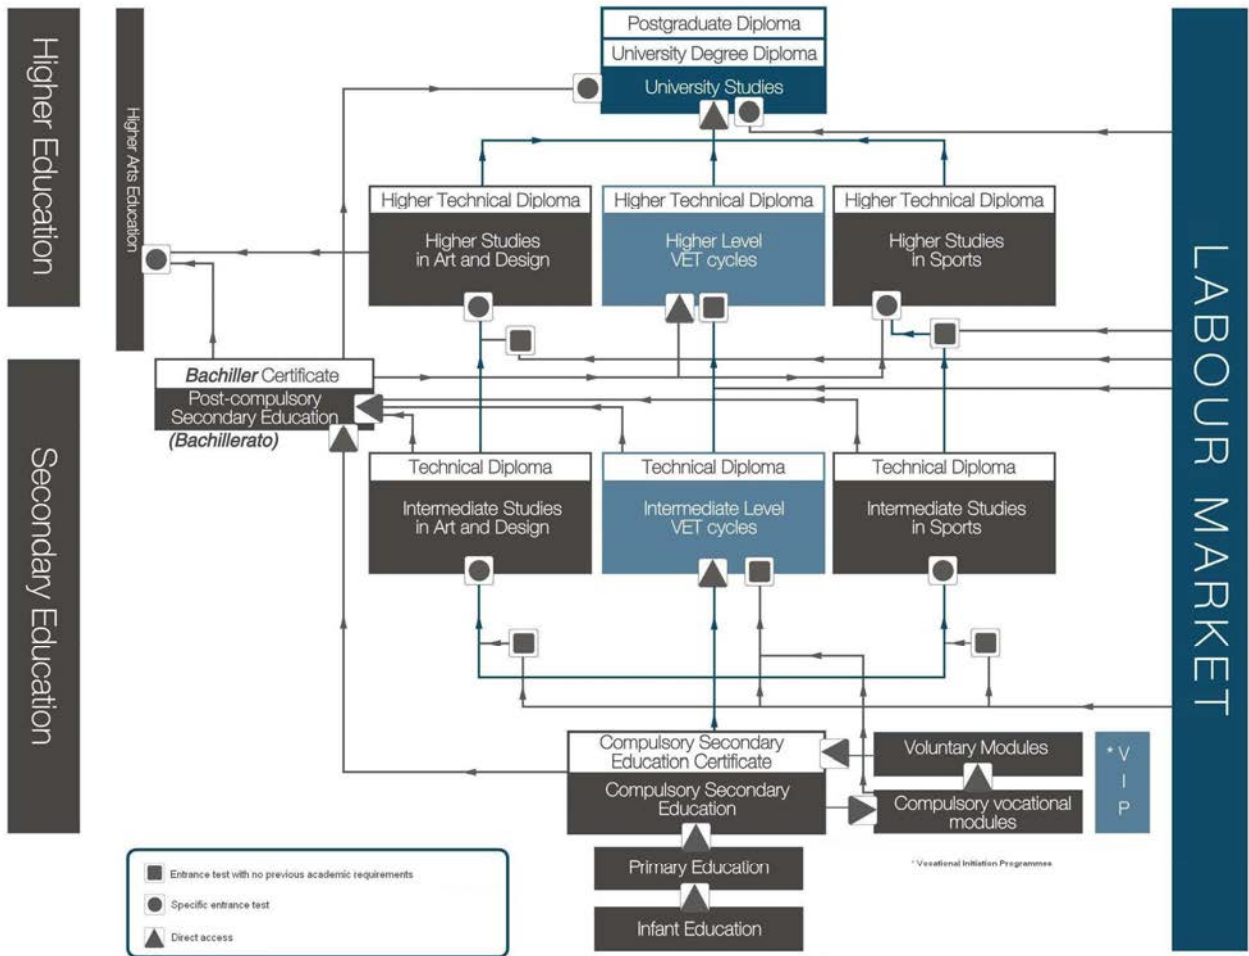 Higher Education
Higher Arts Education
Postgraduate Diploma
University Degree Diploma
University Studies
Higher Technical Diploma
Higher Studies
in Art and Design
Higher Technical Diploma
Higher Level
VET cycles
Higher Technical Diploma
Higher Studies
in Sports
LABOUR MARKET
Secondary Education
Bachiller Certificate
Post-compulsory
Secondary Education
(Bachillerato)
Technical Diploma
Intermediate Studies
in Art and Design
Technical Diploma
Intermediate Level
VET cycles
Technical Diploma
Intermediate Studies
in Sports
Compulsory Secondary
Education Certificate
Compulsory Secondary
Education
Voluntary Modules
Compulsory vocational
modules
* V
I
P
Primary Education
Infant Education
* Vocational Initiation Programmes
Entrance test with no previous academic requirements
Specific entrance test
Direct access